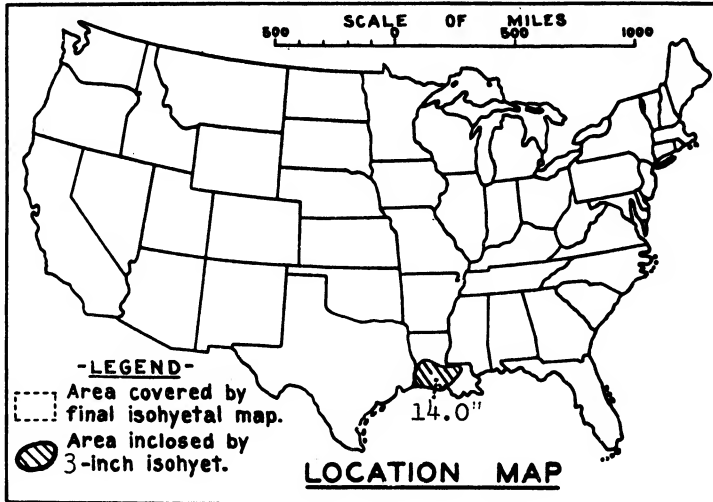 SCALE OF MILES
500 0 500 1000
-LEGEND-
Area covered by
final isohyetal map.
Area inclosed by
3-inch isohyet.
14.0"
LOCATION MAP